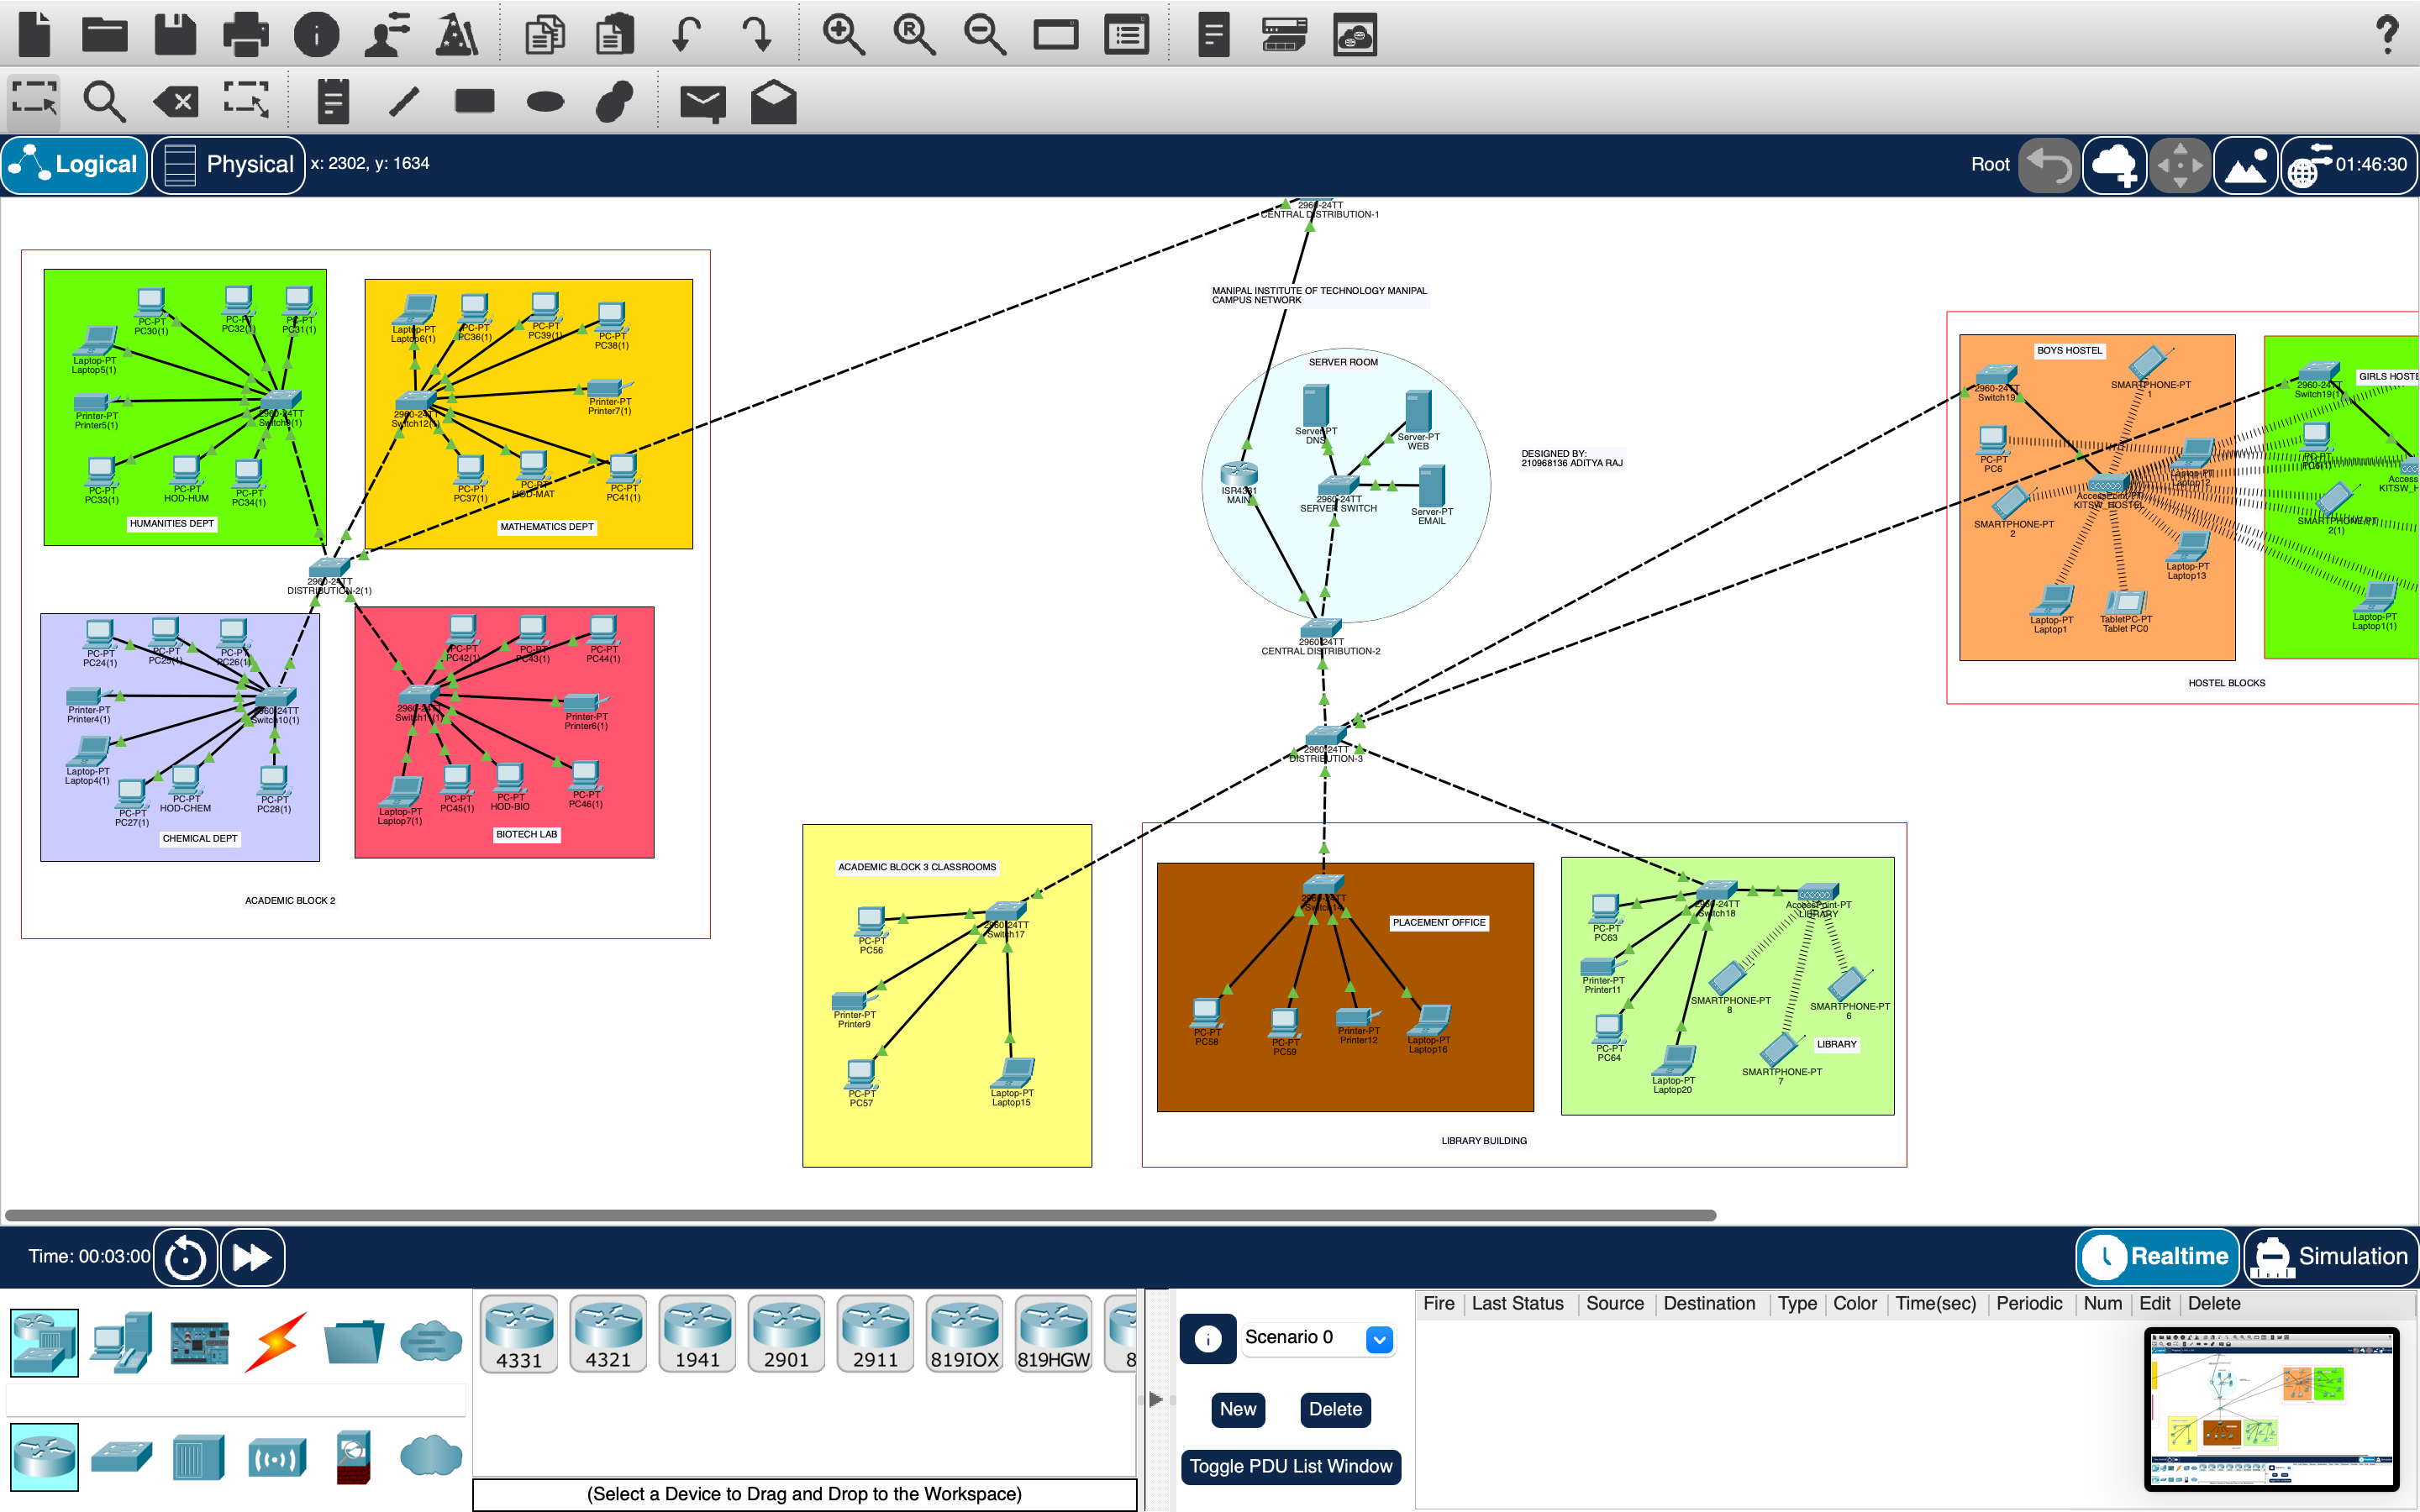 Logical
Physical
x: 2302, y: 1634
Root
01:46:30
2960-24TT
CENTRAL DISTRIBUTION-1
MANIPAL INSTITUTE OF TECHNOLOGY MANIPAL
CAMPUS NETWORK
SERVER ROOM
Server-PT
DNS
Server-PT
WEB
ISR4331
MAIN
2960-24TT
SERVER SWITCH
Server-PT
EMAIL
DESIGNED BY:
210968136 ADITYA RAJ
2960-24TT
CENTRAL DISTRIBUTION-2
2960-24TT
DISTRIBUTION-3
PC-PT
PC30(1)
PC-PT
PC32(1)
PC-PT
PC31(1)
Laptop-PT
Laptop5(1)
Printer-PT
Printer5(1)
2960-24TT
Switch9(1)
PC-PT
PC33(1)
PC-PT
HOD-HUM
PC-PT
PC34(1)
HUMANITIES DEPT
Laptop-PT
Laptop6(1)
PC-PT
PC36(1)
PC-PT
PC39(1)
PC-PT
PC38(1)
Printer-PT
Printer7(1)
2960-24TT
Switch12(1)
PC-PT
PC37(1)
PC-PT
HOD-MAT
PC-PT
PC41(1)
MATHEMATICS DEPT
2960-24TT
DISTRIBUTION-2(1)
PC-PT
PC24(1)
PC-PT
PC25(1)
PC-PT
PC26(1)
Printer-PT
Printer4(1)
2960-24TT
Switch10(1)
Laptop-PT
Laptop4(1)
PC-PT
PC27(1)
PC-PT
HOD-CHEM
PC-PT
PC28(1)
CHEMICAL DEPT
PC-PT
PC42(1)
PC-PT
PC43(1)
PC-PT
PC44(1)
2960-24TT
Switch11(1)
Printer-PT
Printer6(1)
Laptop-PT
Laptop7(1)
PC-PT
PC45(1)
PC-PT
HOD-BIO
PC-PT
PC46(1)
BIOTECH LAB
ACADEMIC BLOCK 2
BOYS HOSTEL
2960-24TT
Switch19
SMARTPHONE-PT
1
PC-PT
PC6
Laptop-PT
Laptop12
AccessPoint-PT
KITSW_HOSTEL
SMARTPHONE-PT
2
Laptop-PT
Laptop13
Laptop-PT
Laptop1
TabletPC-PT
Tablet PC0
2960-24TT
Switch19(1)
GIRLS HOSTE
PC-PT
PC6(1)
Access
KITSW_H
SMARTPHONE-PT
2(1)
Laptop-PT
Laptop1(1)
HOSTEL BLOCKS
ACADEMIC BLOCK 3 CLASSROOMS
2960-24TT
Switch17
PC-PT
PC56
Printer-PT
Printer9
PC-PT
PC57
Laptop-PT
Laptop15
2960-24TT
Switch14
PLACEMENT OFFICE
PC-PT
PC58
PC-PT
PC59
Printer-PT
Printer12
Laptop-PT
Laptop16
2960-24TT
Switch18
AccessPoint-PT
LIBRARY
PC-PT
PC63
Printer-PT
Printer11
SMARTPHONE-PT
8
SMARTPHONE-PT
6
PC-PT
PC64
LIBRARY
Laptop-PT
Laptop20
SMARTPHONE-PT
7
LIBRARY BUILDING
Time: 00:03:00
Realtime
Simulation
4331
4321
1941
2901
2911
819IOX
819HGW
8
(Select a Device to Drag and Drop to the Workspace)
Scenario 0
New
Delete
Toggle PDU List Window
Fire Last Status Source Destination Type Color Time(sec) Periodic Num Edit Delete